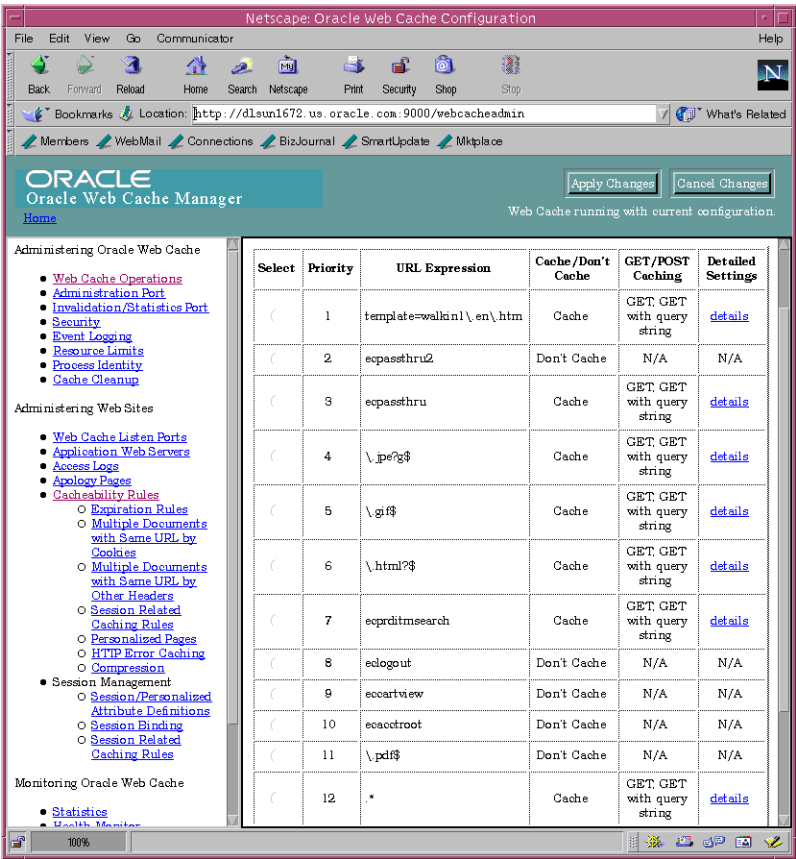 Netscape: Oracle Web Cache Configuration
File Edit View Go Communicator Help
Back Forward Reload Home Search Netscape Print Security Shop Stop
My
N
Bookmarks Location: http://dlsun1672.us.oracle.com:9000/webcacheadmin What's Related
Members WebMail Connections BizJournal SmartUpdate Mktplace
ORACLE
Oracle Web Cache Manager
Home
Apply Changes Cancel Changes
Web Cache running with current configuration.
Administering Oracle Web Cache
Web Cache Operations
Administration Port
Invalidation/Statistics Port
Security
Event Logging
Resource Limits
Process Identity
Cache Cleanup
Administering Web Sites
Web Cache Listen Ports
Application Web Servers
Access Logs
Apology Pages
Cacheability Rules
Expiration Rules
Multiple Documents
with Same URL by
Cookies
Multiple Documents
with Same URL by
Other Headers
Session Related
Caching Rules
Personalized Pages
HTTP Error Caching
Compression
Session Management
Session/Personalized
Attribute Definitions
Session Binding
Session Related
Caching Rules
Monitoring Oracle Web Cache
Statistics
Health Monitor
Select Priority URL Expression Cache/Don't Cache GET/POST Caching Detailed Settings
1 template=walkin1\.en\.htm Cache GET, GET with query string details
2 ecpassthru2 Don't Cache N/A N/A
3 ecpassthru Cache GET, GET with query string details
4 \.jpe?g$ Cache GET, GET with query string details
5 \.gif$ Cache GET, GET with query string details
6 \.html?$ Cache GET, GET with query string details
7 ecprditmsearch Cache GET, GET with query string details
8 eclogout Don't Cache N/A N/A
9 eccartview Don't Cache N/A N/A
10 ecacctroot Don't Cache N/A N/A
11 \.pdf$ Don't Cache N/A N/A
12 .* Cache GET, GET with query string details
100%